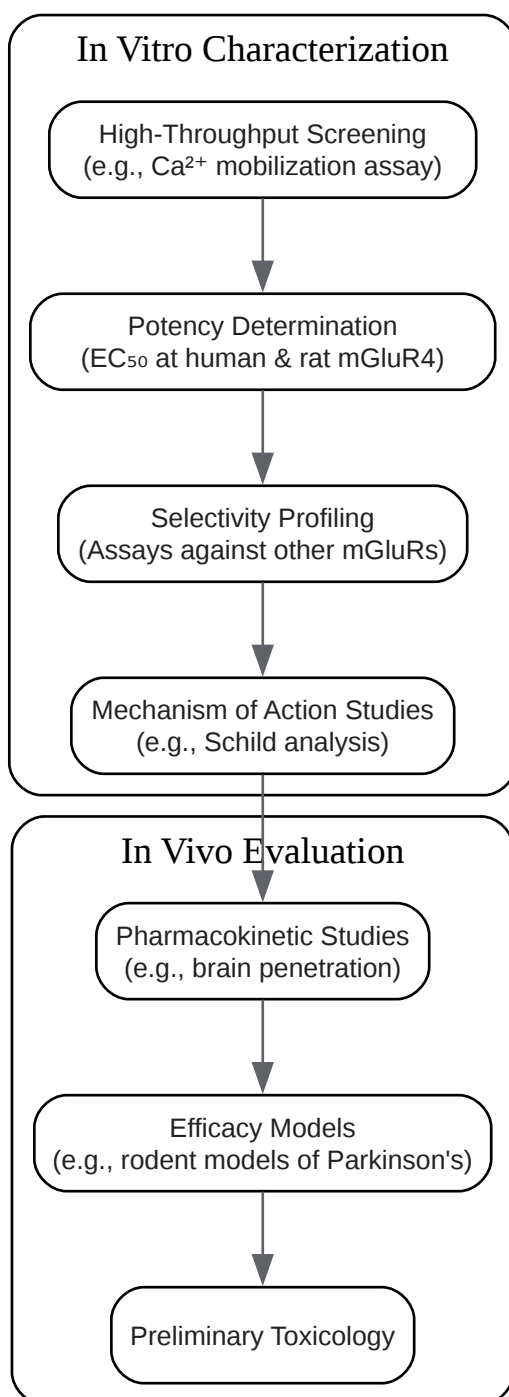 In Vitro Characterization
High-Throughput Screening
(e.g., Ca²⁺ mobilization assay)
Potency Determination
(EC₅₀ at human & rat mGluR4)
Selectivity Profiling
(Assays against other mGluRs)
Mechanism of Action Studies
(e.g., Schild analysis)
In Vivo Evaluation
Pharmacokinetic Studies
(e.g., brain penetration)
Efficacy Models
(e.g., rodent models of Parkinson's)
Preliminary Toxicology